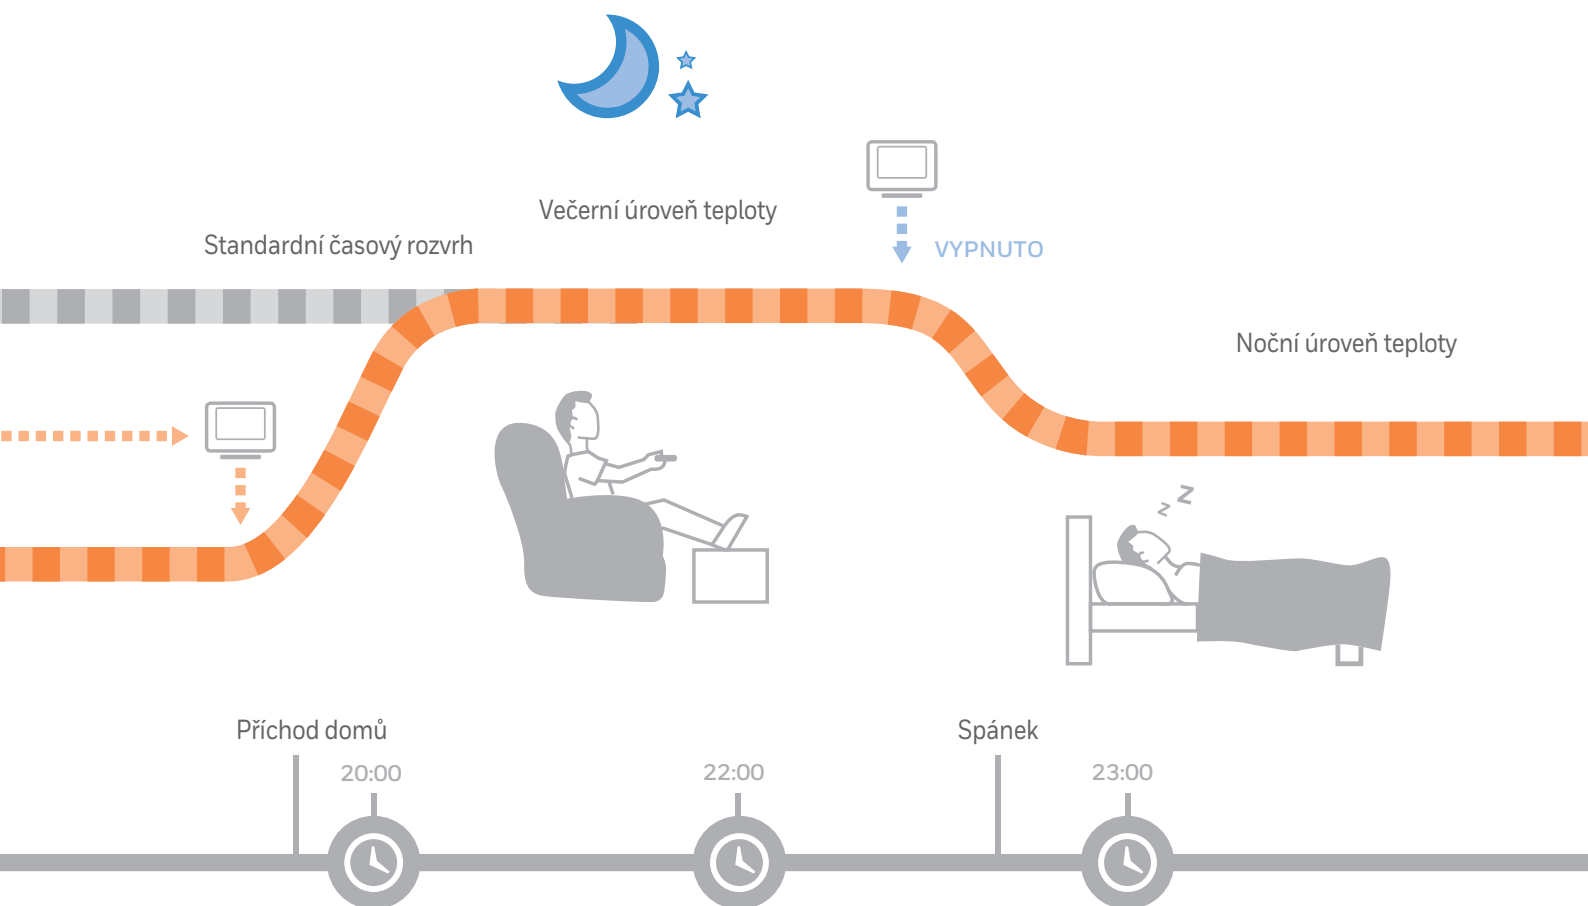 Večerní úroveň teploty
Standardní časový rozvrh
VYPNUTO
Noční úroveň teploty
z Z
Příchod domů
Spánek
20:00
22:00
23:00